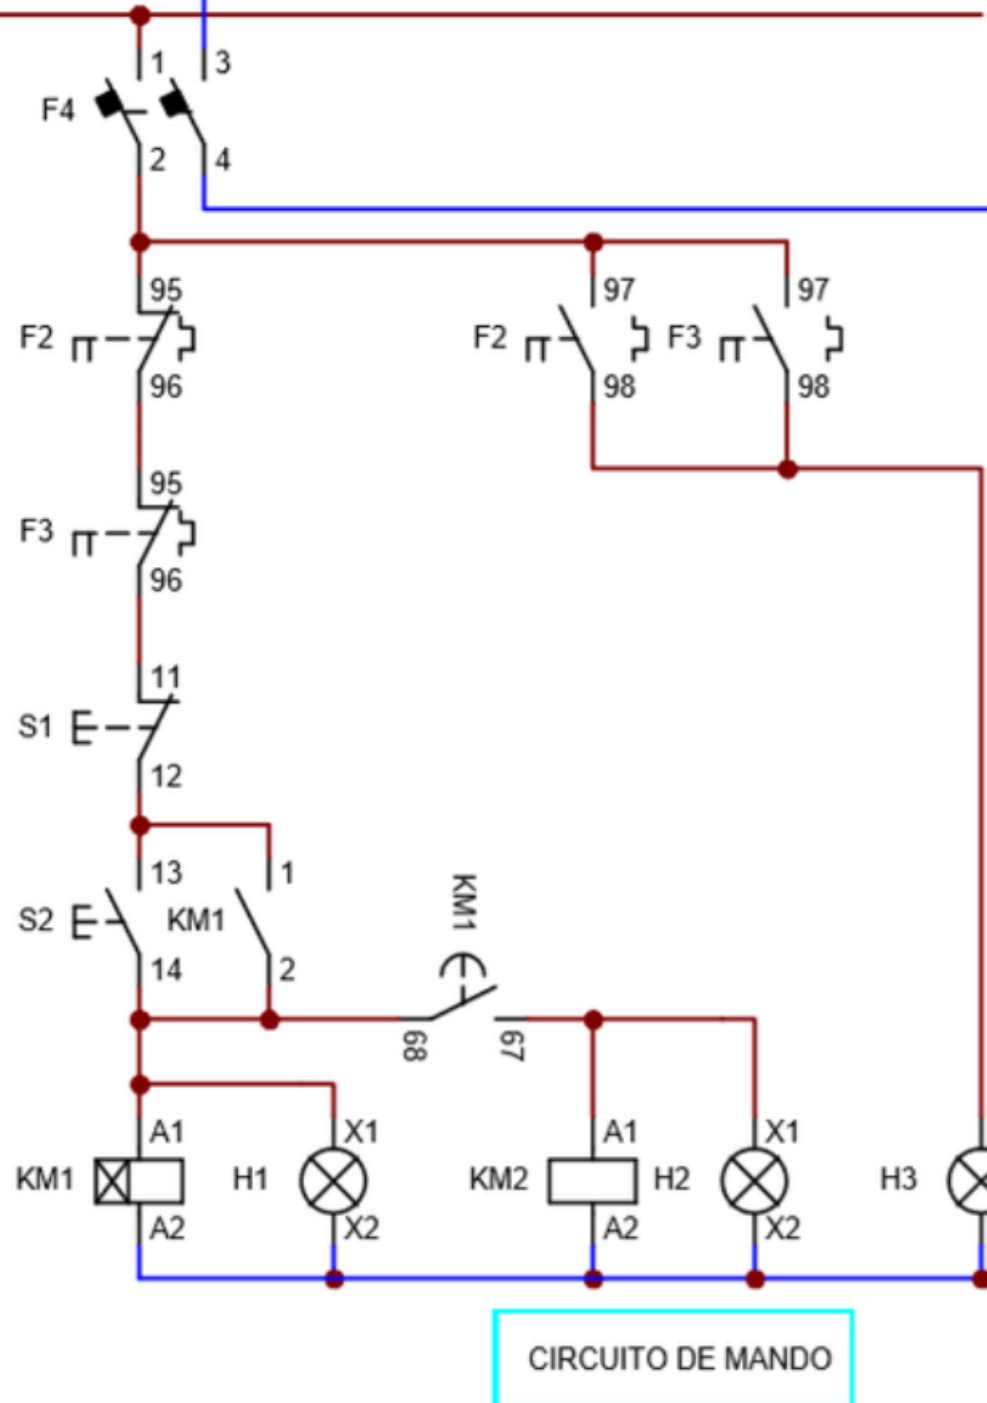 1
3
F4
2
4
95
97
97
F2
F2
F3
96
98
98
95
F3
96
11
S1
12
13
1
KM1
S2
KM1
14
2
68
67
A1
X1
A1
X1
KM1
H1
KM2
H2
H3
A2
X2
A2
X2
CIRCUITO DE MANDO